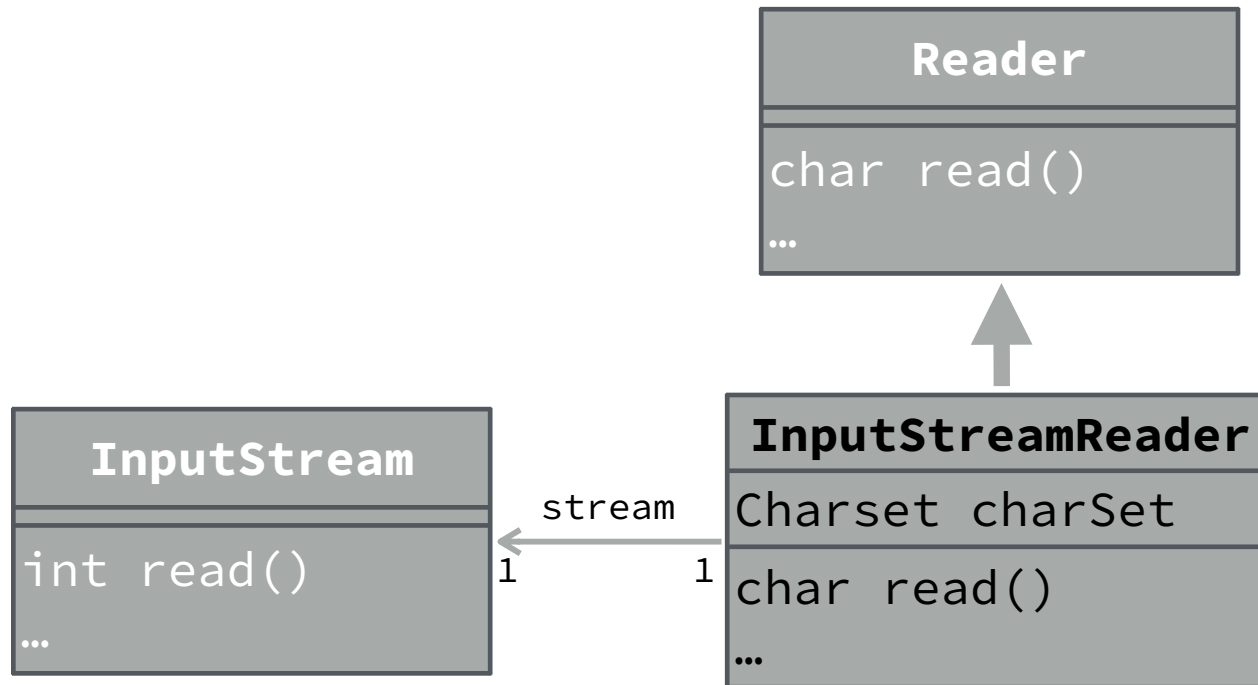 Reader
char read()
…
InputStream
int read()
…
stream
1
1
InputStreamReader
Charset charSet
char read()
…